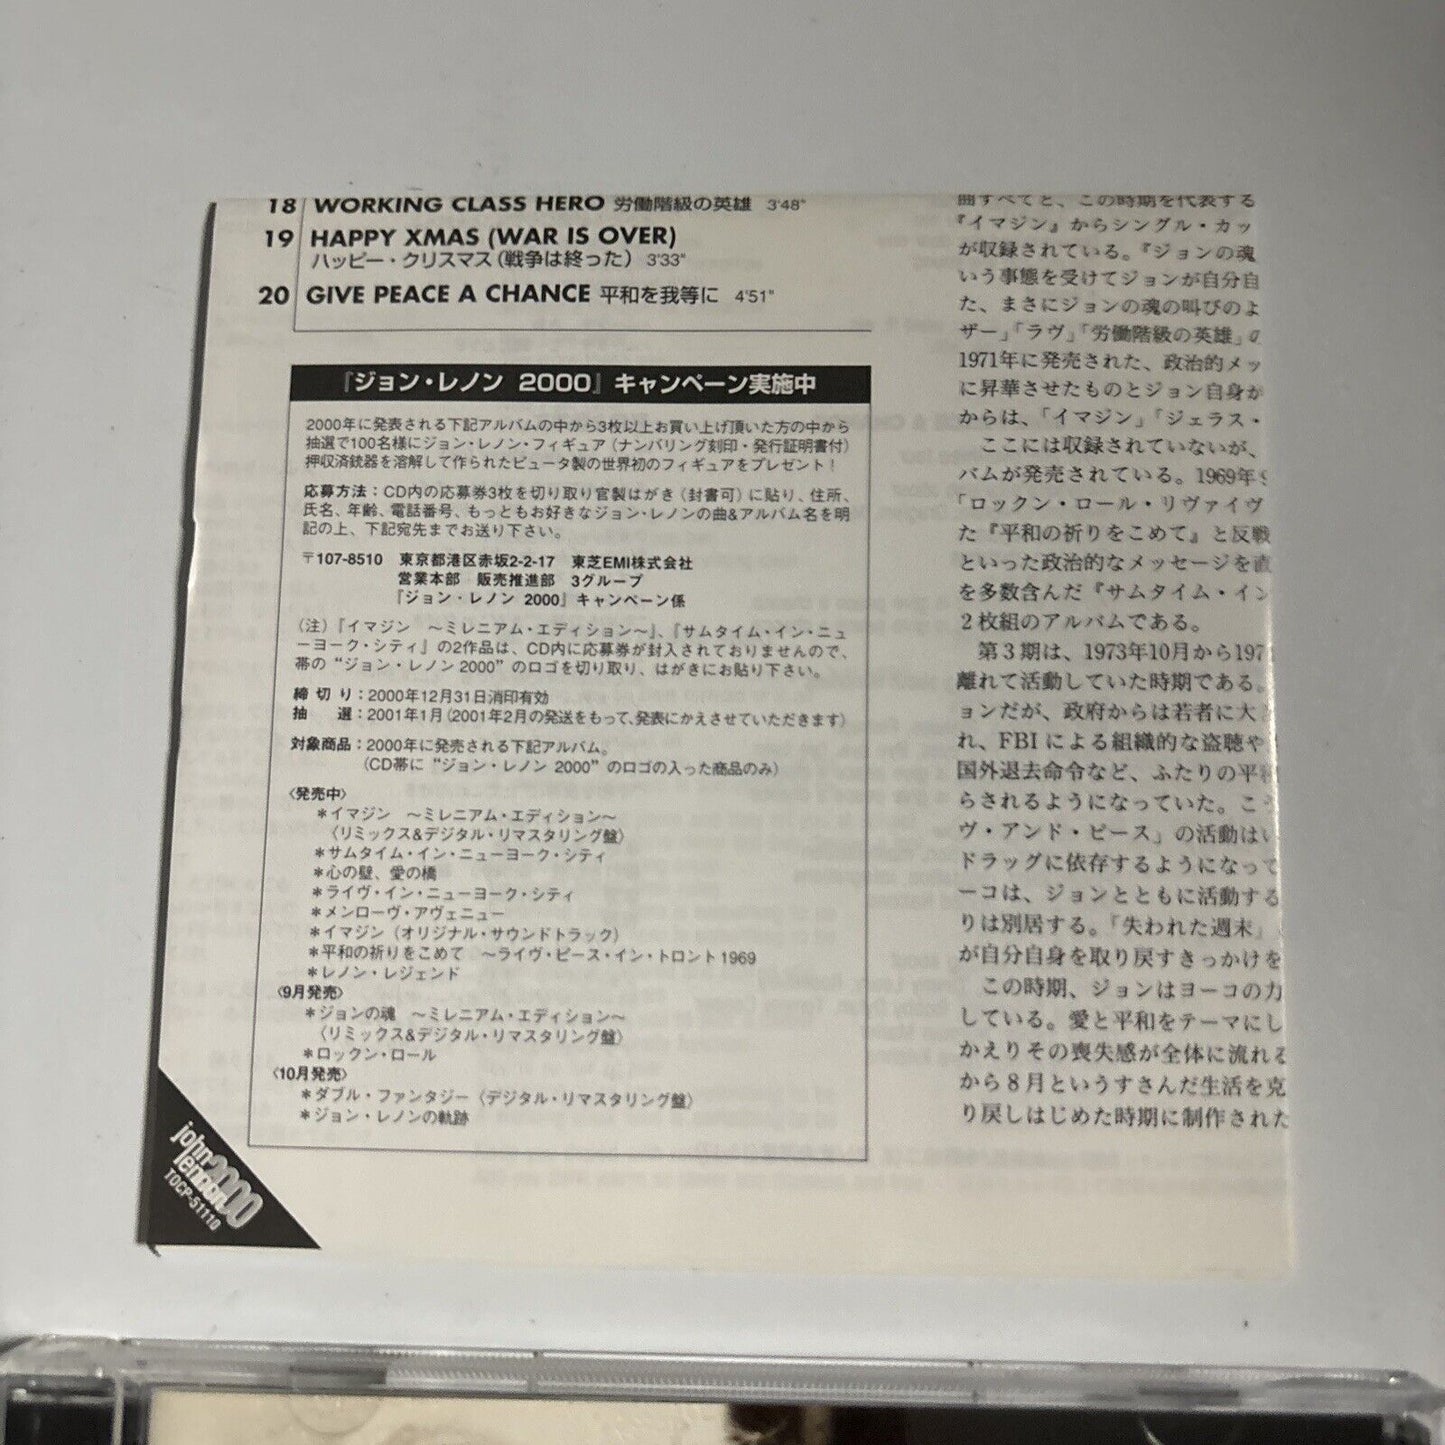 18 WORKING CLASS HERO 労働階級の英雄 3'48"
19 HAPPY XMAS (WAR IS OVER)
ハッピー・クリスマス(戦争は終った) 3'33"
20 GIVE PEACE A CHANCE 平和を我等に 4'51"
『ジョン・レノン 2000』キャンペーン実施中
2000年に発表される下記アルバムの中から3枚以上お買い上げ頂いた方の中から
抽選で100名様にジョン・レノン・フィギュア(ナンバリング刻印・発行証明書付)
押収済銃器を溶解して作られたピュータ製の世界初のフィギュアをプレゼント!
応募方法:CD内の応募券3枚を切り取り官製はがき(封書可)に貼り、住所、
氏名、年齢、電話番号、もっともお好きなジョン・レノンの曲&アルバム名を明
記の上、下記宛先までお送り下さい。
〒107-8510 東京都港区赤坂2-2-17 東芝EMI株式会社
営業本部 販売推進部 3グループ
『ジョン・レノン 2000』キャンペーン係
(注)『イマジン 〜ミレニアム・エディション〜』、『サムタイム・イン・ニュ
ーヨーク・シティ』の2作品は、CD内に応募券が封入されておりませんので、
帯の“ジョン・レノン 2000”のロゴを切り取り、はがきにお貼り下さい。
締切り:2000年12月31日消印有効
抽 選:2001年1月(2001年2月の発送をもって、発表にかえさせていただきます)
対象商品:2000年に発売される下記アルバム。
(CD帯に“ジョン・レノン 2000”のロゴの入った商品のみ)
〈発売中〉
*イマジン 〜ミレニアム・エディション〜
〈リミックス&デジタル・リマスタリング盤〉
*サムタイム・イン・ニューヨーク・シティ
*心の壁、愛の橋
*ライヴ・イン・ニューヨーク・シティ
*メンローヴ・アヴェニュー
*イマジン(オリジナル・サウンドトラック)
*平和の祈りをこめて 〜ライヴ・ピース・イン・トロント1969
*レノン・レジェンド
〈9月発売〉
*ジョンの魂 〜ミレニアム・エディション〜
〈リミックス&デジタル・リマスタリング盤〉
*ロックン・ロール
〈10月発売〉
*ダブル・ファンタジー〈デジタル・リマスタリング盤〉
*ジョン・レノンの軌跡
john
lennon 2000
TOCP-51110
曲すべてと、この時期を代表する
『イマジン』からシングル・カッ
が収録されている。『ジョンの魂
いう事態を受けてジョンが自分自
た、まさにジョンの魂の叫びのよ
ザー」「ラヴ」「労働階級の英雄」の
1971年に発売された、政治的メッ
に昇華させたものとジョン自身が
からは、「イマジン」「ジェラス・
ここには収録されていないが、
バムが発売されている。1969年9
「ロックン・ロール・リヴァイヴ
た『平和の祈りをこめて』と反戦
といった政治的なメッセージを直
を多数含んだ『サムタイム・イン
2枚組のアルバムである。
第3期は、1973年10月から197
離れて活動していた時期である。
ョンだが、政府からは若者に大
れ、FBIによる組織的な盗聴や
国外退去命令など、ふたりの平和
らされるようになっていた。こ
ヴ・アンド・ピース」の活動はい
ドラッグに依存するようになって
ーコは、ジョンとともに活動する
りは別居する。「失われた週末」
が自分自身を取り戻すきっかけを
この時期、ジョンはヨーコの力
している。愛と平和をテーマにし
かえりその喪失感が全体に流れる
から8月というすさんだ生活を克
り戻しはじめた時期に制作された